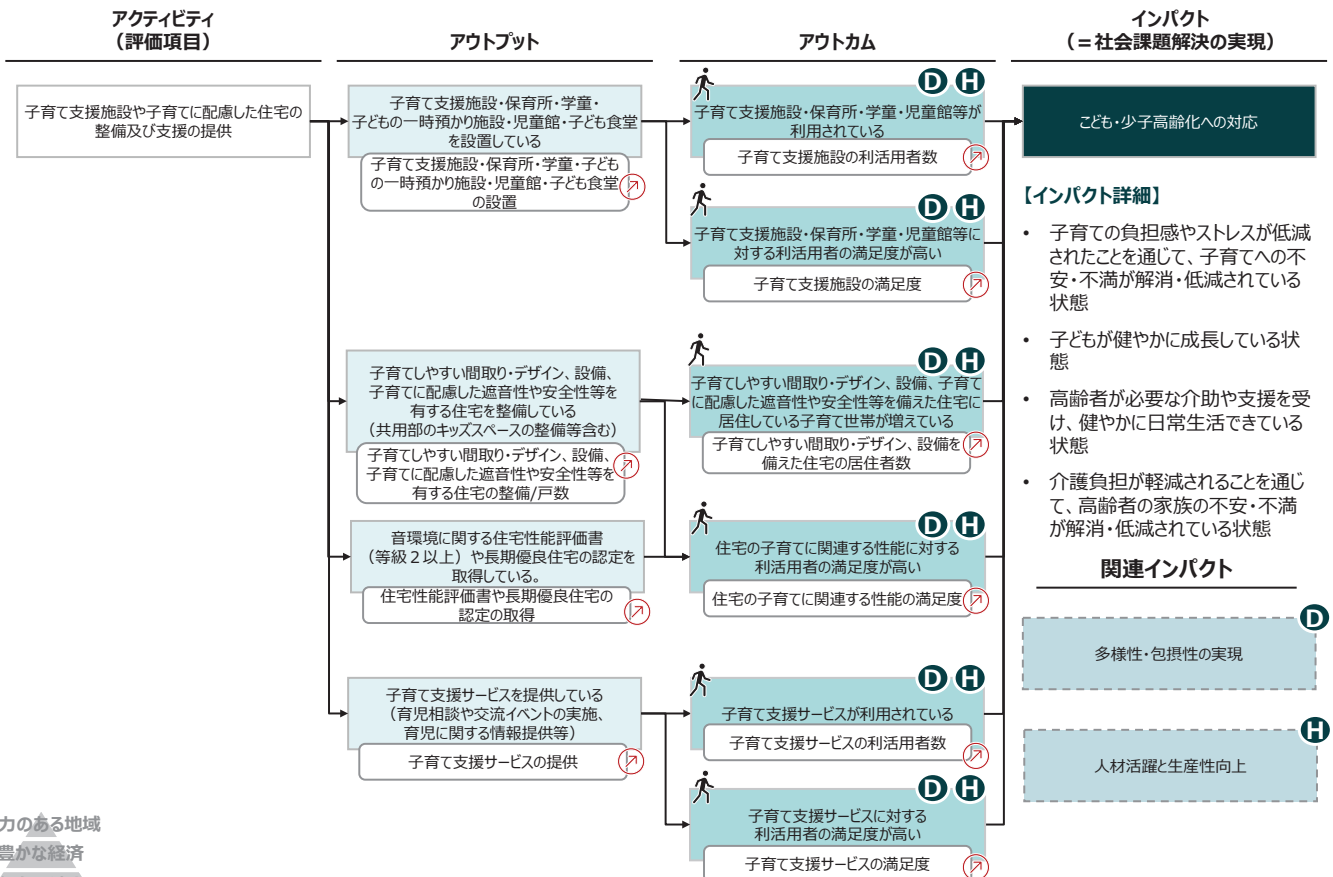 アクティビティ
（評価項目）
アウトプット
アウトカム
インパクト
（＝社会課題解決の実現）
子育て支援施設や子育てに配慮した住宅の
整備及び支援の提供
子育て支援施設・保育所・学童・
子どもの一時預かり施設・児童館・子ども食堂
を設置している
子育て支援施設・保育所・学童・子ども
の一時預かり施設・児童館・子ども食堂
の設置
D H
子育て支援施設・保育所・学童・児童館等が
利用されている
子育て支援施設の利活用者数
D H
子育て支援施設・保育所・学童・児童館等に
対する利活用者の満足度が高い
子育て支援施設の満足度
子育てしやすい間取り・デザイン、設備、
子育てに配慮した遮音性や安全性等を
有する住宅を整備している
（共用部のキッズスペースの整備等含む）
子育てしやすい間取り・デザイン、設備、
子育てに配慮した遮音性や安全性等を
有する住宅の整備/戸数
D H
子育てしやすい間取り・デザイン、設備、子育て
に配慮した遮音性や安全性等を備えた住宅に
居住している子育て世帯が増えている
子育てしやすい間取り・デザイン、設備を
備えた住宅の居住者数
音環境に関する住宅性能評価書
（等級２以上）や長期優良住宅の認定を
取得している。
住宅性能評価書や長期優良住宅の
認定の取得
D H
住宅の子育てに関連する性能に対する
利活用者の満足度が高い
住宅の子育てに関連する性能の満足度
子育て支援サービスを提供している
（育児相談や交流イベントの実施、
育児に関する情報提供等）
子育て支援サービスの提供
D H
子育て支援サービスが利用されている
子育て支援サービスの利活用者数
D H
子育て支援サービスに対する
利活用者の満足度が高い
子育て支援サービスの満足度
こども・少子高齢化への対応
【インパクト詳細】
• 子育ての負担感やストレスが低減
されたことを通じて、子育てへの不
安・不満が解消・低減されている
状態
• 子どもが健やかに成長している状
態
• 高齢者が必要な介助や支援を受
け、健やかに日常生活できている
状態
• 介護負担が軽減されることを通じ
て、高齢者の家族の不安・不満
が解消・低減されている状態
関連インパクト
D
多様性・包摂性の実現
H
人材活躍と生産性向上
力のある地域
豊かな経済